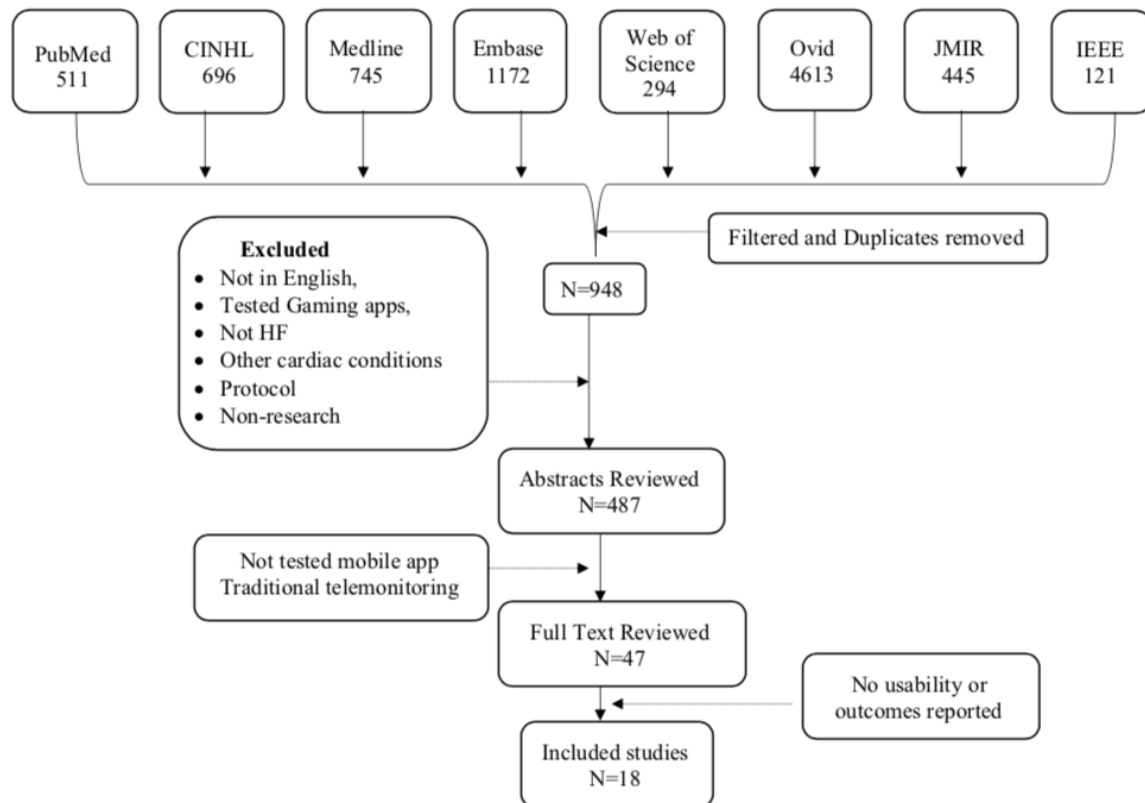 PubMed
511
CINHL
696
Medline
745
Embase
1172
Web of
Science
294
Ovid
4613
JMIR
445
IEEE
121
Filtered and Duplicates removed
N=948
Excluded
• Not in English,
• Tested Gaming apps,
• Not HF
• Other cardiac conditions
• Protocol
• Non-research
Abstracts Reviewed
N=487
Not tested mobile app
Traditional telemonitoring
Full Text Reviewed
N=47
No usability or
outcomes reported
Included studies
N=18